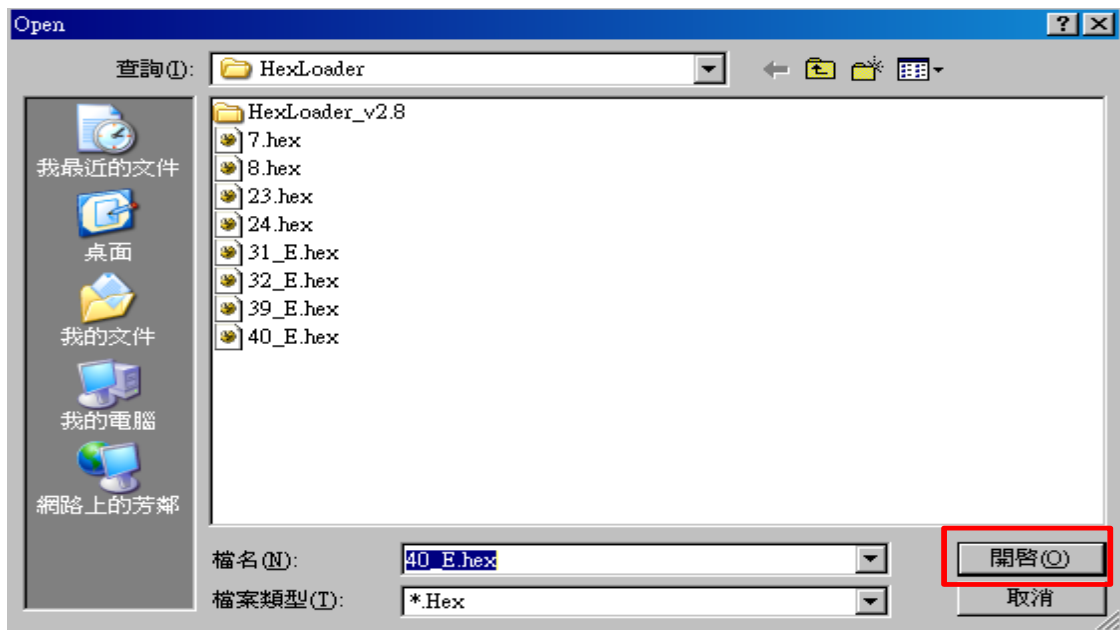 Open
查詢(I):
HexLoader
我最近的文件
桌面
我的文件
我的電腦
網路上的芳鄰
HexLoader_v2.8
7.hex
8.hex
23.hex
24.hex
31_E.hex
32_E.hex
39_E.hex
40_E.hex
檔名(N):
40_E.hex
開啓(O)
檔案類型(T):
*.Hex
取消